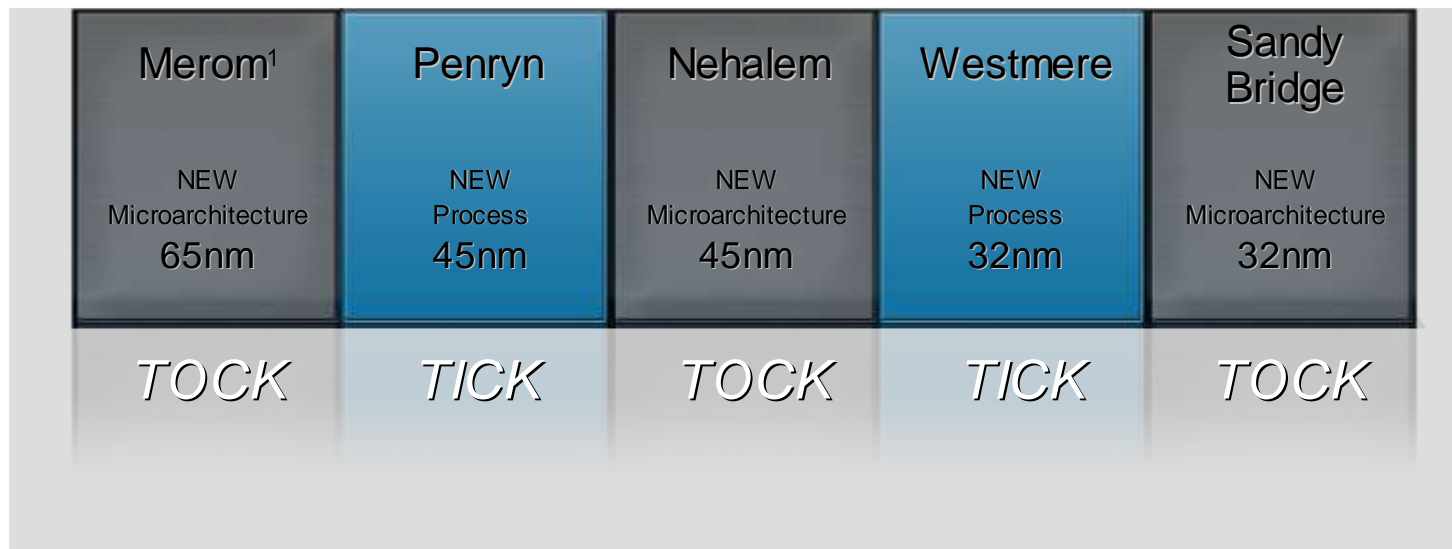 Merom¹
NEW
Microarchitecture
65nm
TOCK
Penryn
NEW
Process
45nm
TICK
Nehalem
NEW
Microarchitecture
45nm
TOCK
Westmere
NEW
Process
32nm
TICK
Sandy
Bridge
NEW
Microarchitecture
32nm
TOCK